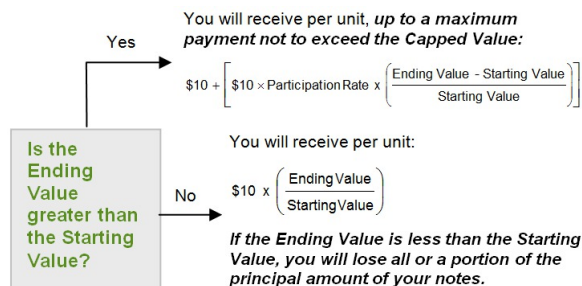 You will receive per unit, up to a maximum
payment not to exceed the Capped Value:
Yes
$10 + [ $10 × Participation Rate x ( Ending Value - Starting Value / Starting Value ) ]
Is the
Ending
Value
greater than
the Starting
Value?
You will receive per unit:
No
$10 x ( Ending Value / Starting Value )
If the Ending Value is less than the Starting
Value, you will lose all or a portion of the
principal amount of your notes.